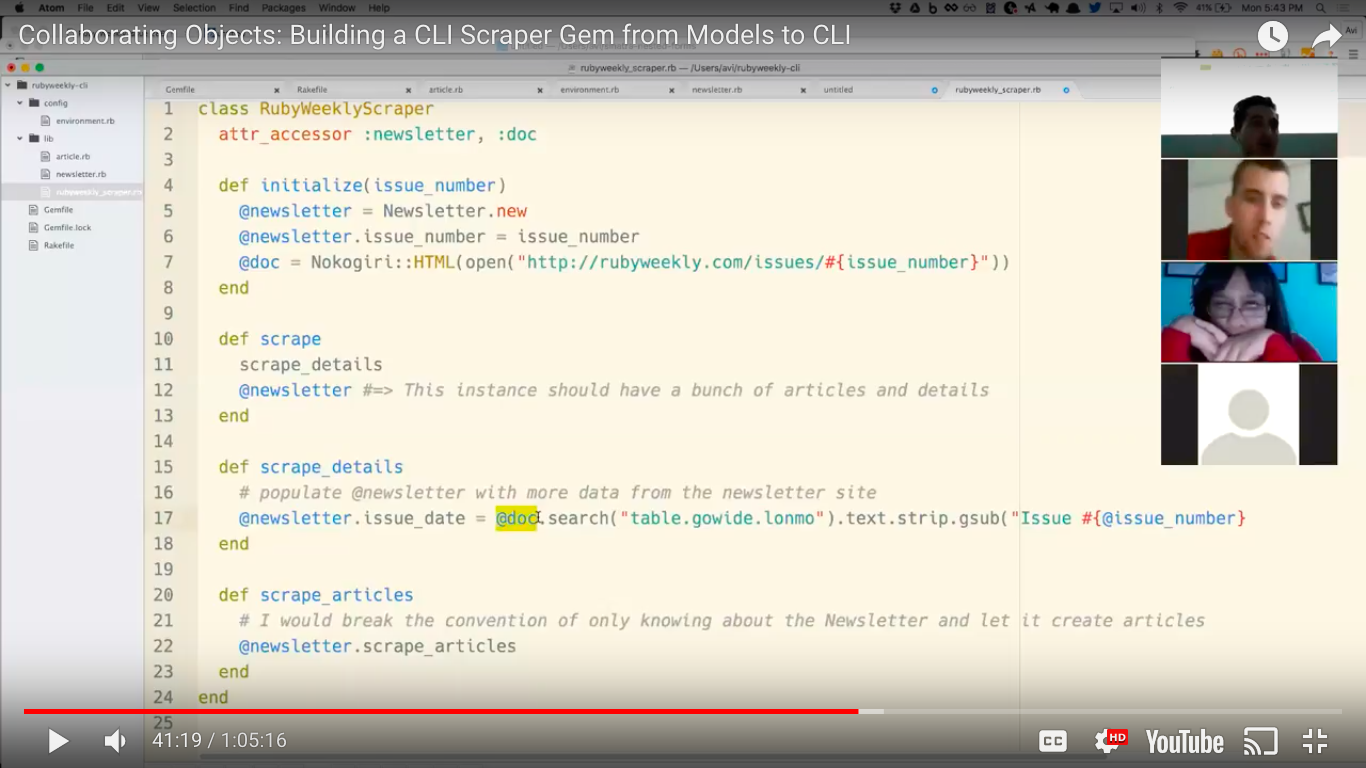 Atom File Edit View Selection Find Packages Window Help
41% Mon 5:43 PM
Collaborating Objects: Building a CLI Scraper Gem from Models to CLI
Avi
rubyweekly_scraper.rb — /Users/avi/rubyweekly-cli
rubyweekly-cli
config
environment.rb
lib
article.rb
newsletter.rb
rubyweekly_scraper.rb
Gemfile
Gemfile.lock
Rakefile
Gemfile Rakefile article.rb environment.rb newsletter.rb untitled rubyweekly_scraper.rb
1 class RubyWeeklyScraper
2 attr_accessor :newsletter, :doc
3
4 def initialize(issue_number)
5 @newsletter = Newsletter.new
6 @newsletter.issue_number = issue_number
7 @doc = Nokogiri::HTML(open("http://rubyweekly.com/issues/#{issue_number}"))
8 end
9
10 def scrape
11 scrape_details
12 @newsletter #=> This instance should have a bunch of articles and details
13 end
14
15 def scrape_details
16 # populate @newsletter with more data from the newsletter site
17 @newsletter.issue_date = @doc.search("table.gowide.lonmo").text.strip.gsub("Issue #{@issue_number}
18 end
19
20 def scrape_articles
21 # I would break the convention of only knowing about the Newsletter and let it create articles
22 @newsletter.scrape_articles
23 end
24 end
25
41:19 / 1:05:16
CC
HD
YouTube